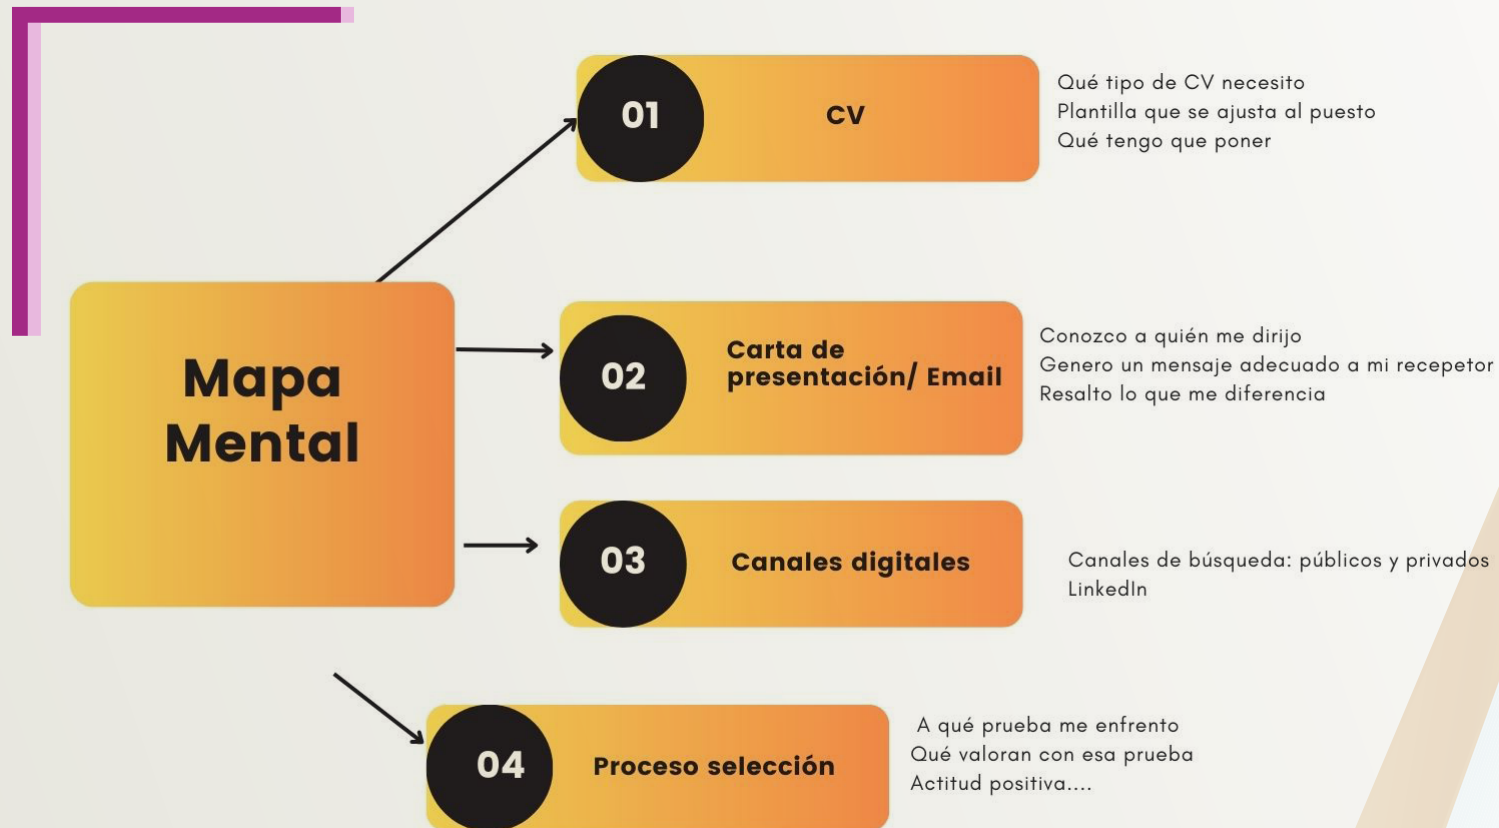 Mapa
Mental
01
CV
Qué tipo de CV necesito
Plantilla que se ajusta al puesto
Qué tengo que poner
02
Carta de
presentación/ Email
Conozco a quién me dirijo
Genero un mensaje adecuado a mi recepetor
Resalto lo que me diferencia
03
Canales digitales
Canales de búsqueda: públicos y privados
LinkedIn
04
Proceso selección
A qué prueba me enfrento
Qué valoran con esa prueba
Actitud positiva....